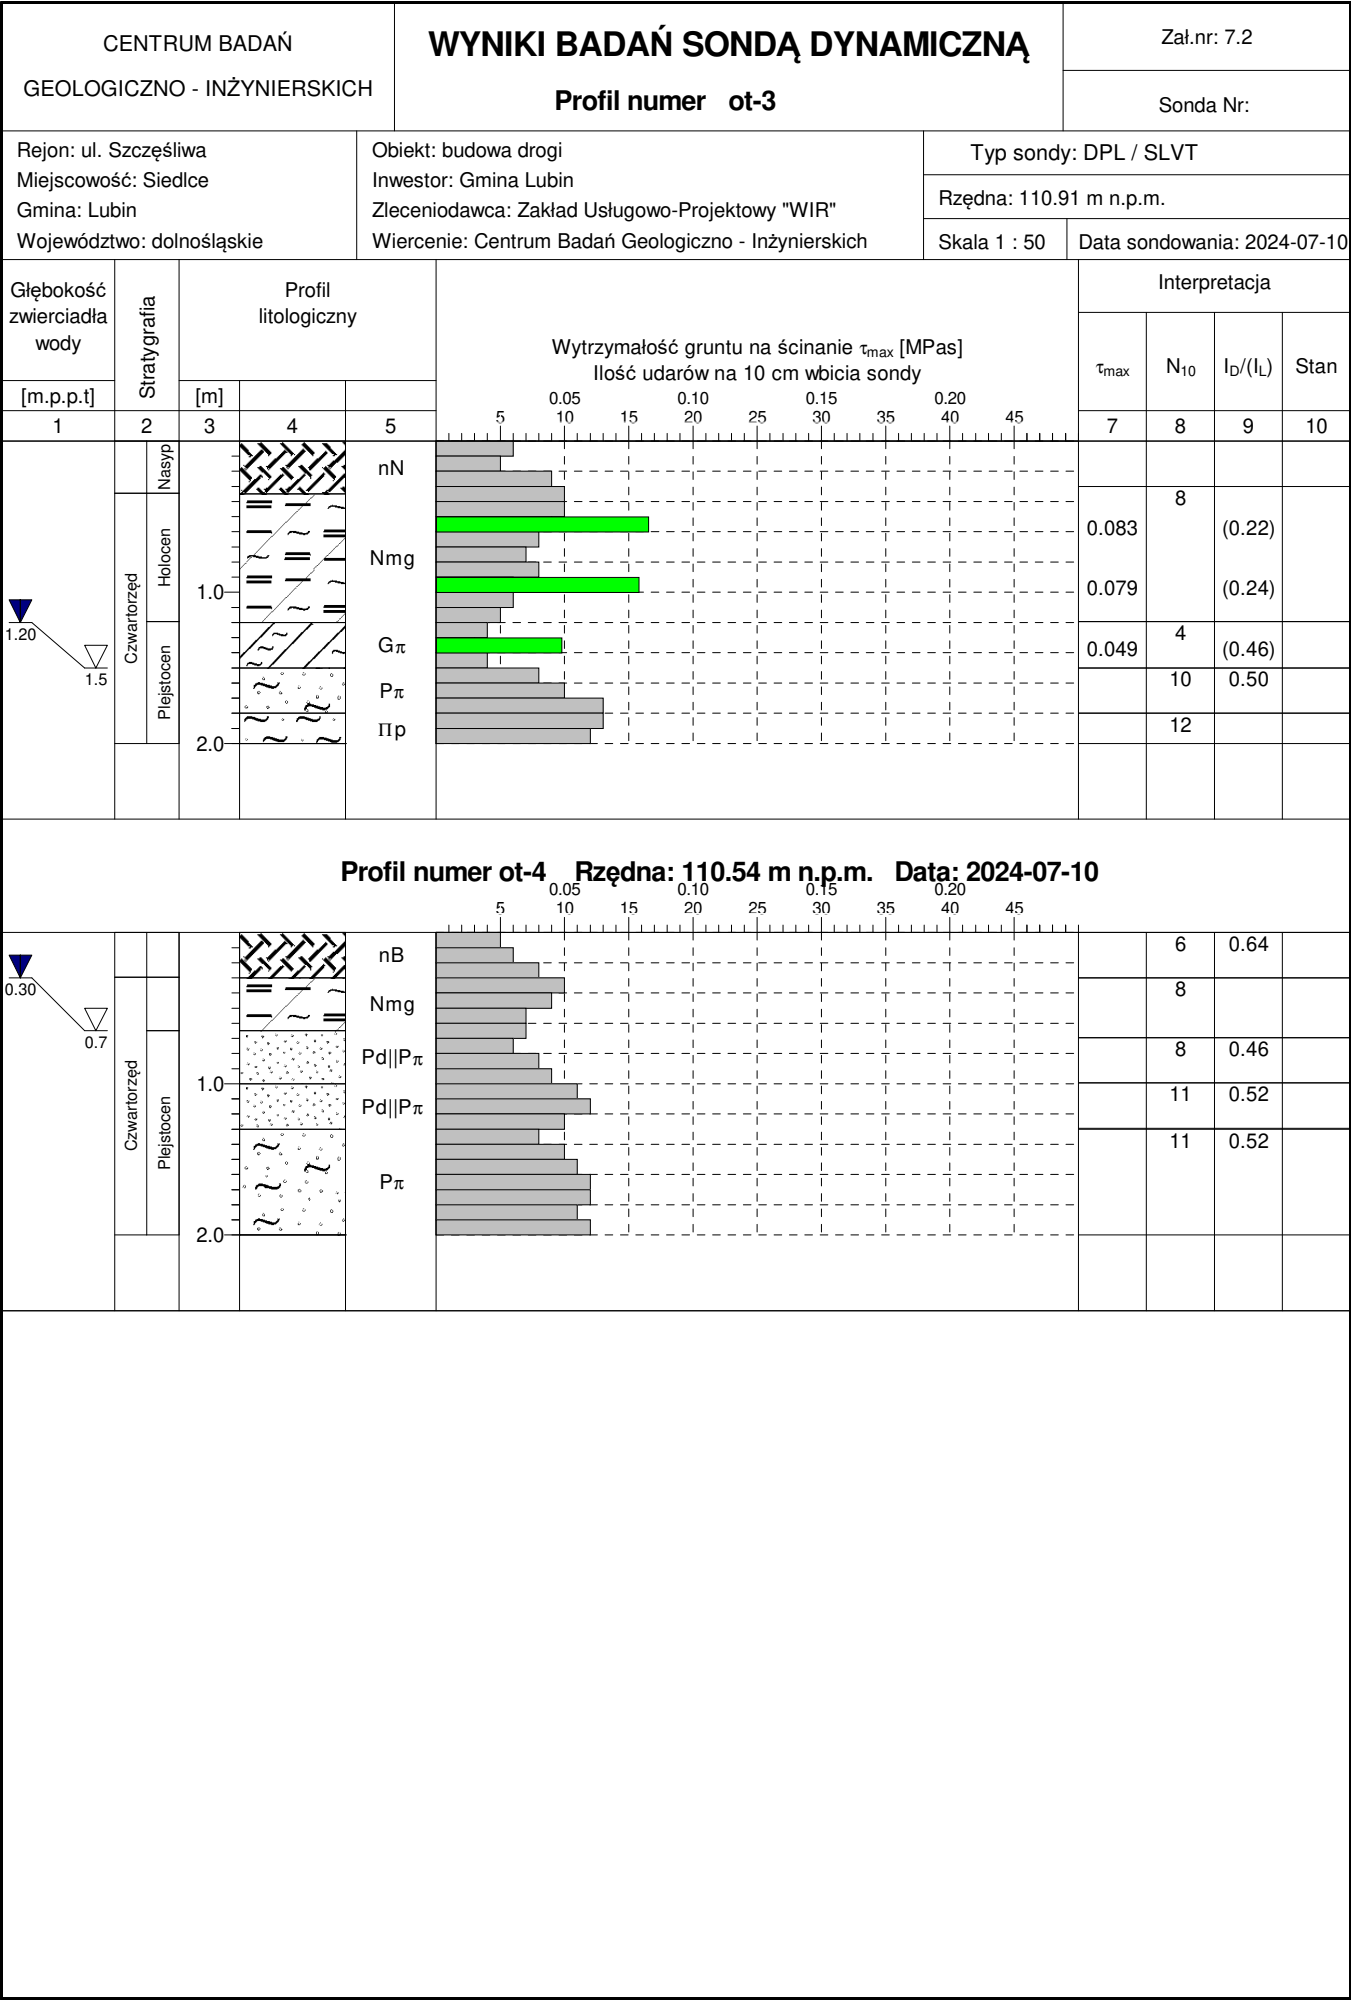 CENTRUM BADAŃ
GEOLOGICZNO - INŻYNIERSKICH
WYNIKI BADAŃ SONDĄ DYNAMICZNĄ
Profil numer ot-3
Zał.nr: 7.2
Sonda Nr:
Rejon: ul. Szczęśliwa
Miejscowość: Siedlce
Gmina: Lubin
Województwo: dolnośląskie
Obiekt: budowa drogi
Inwestor: Gmina Lubin
Zleceniodawca: Zakład Usługowo-Projektowy "WIR"
Wiercenie: Centrum Badań Geologiczno - Inżynierskich
Typ sondy: DPL / SLVT
Rzędna: 110.91 m n.p.m.
Skala 1 : 50
Data sondowania: 2024-07-10
Głębokość
zwierciadła
wody
[m.p.p.t]
Stratygrafia
Profil
litologiczny
[m]
Wytrzymałość gruntu na ścinanie τmax [MPas]
Ilość udarów na 10 cm wbicia sondy
0.05 0.10 0.15 0.20
5 10 15 20 25 30 35 40 45
Interpretacja
τmax N10 ID/(IL) Stan
1 2 3 4 5 7 8 9 10
Nasyp
nN
8
Czwartorzęd
Holocen
Nmg
0.083 (0.22)
1.0
0.079 (0.24)
1.20
1.5
Plejstocen
Gπ
4
0.049 (0.46)
Pπ
10 0.50
Πp
12
2.0
Profil numer ot-4 Rzędna: 110.54 m n.p.m. Data: 2024-07-10
0.05 0.10 0.15 0.20
5 10 15 20 25 30 35 40 45
nB
6 0.64
0.30
0.7
Nmg
8
Czwartorzęd
Plejstocen
Pd||Pπ
8 0.46
1.0
Pd||Pπ
11 0.52
Pπ
11 0.52
2.0